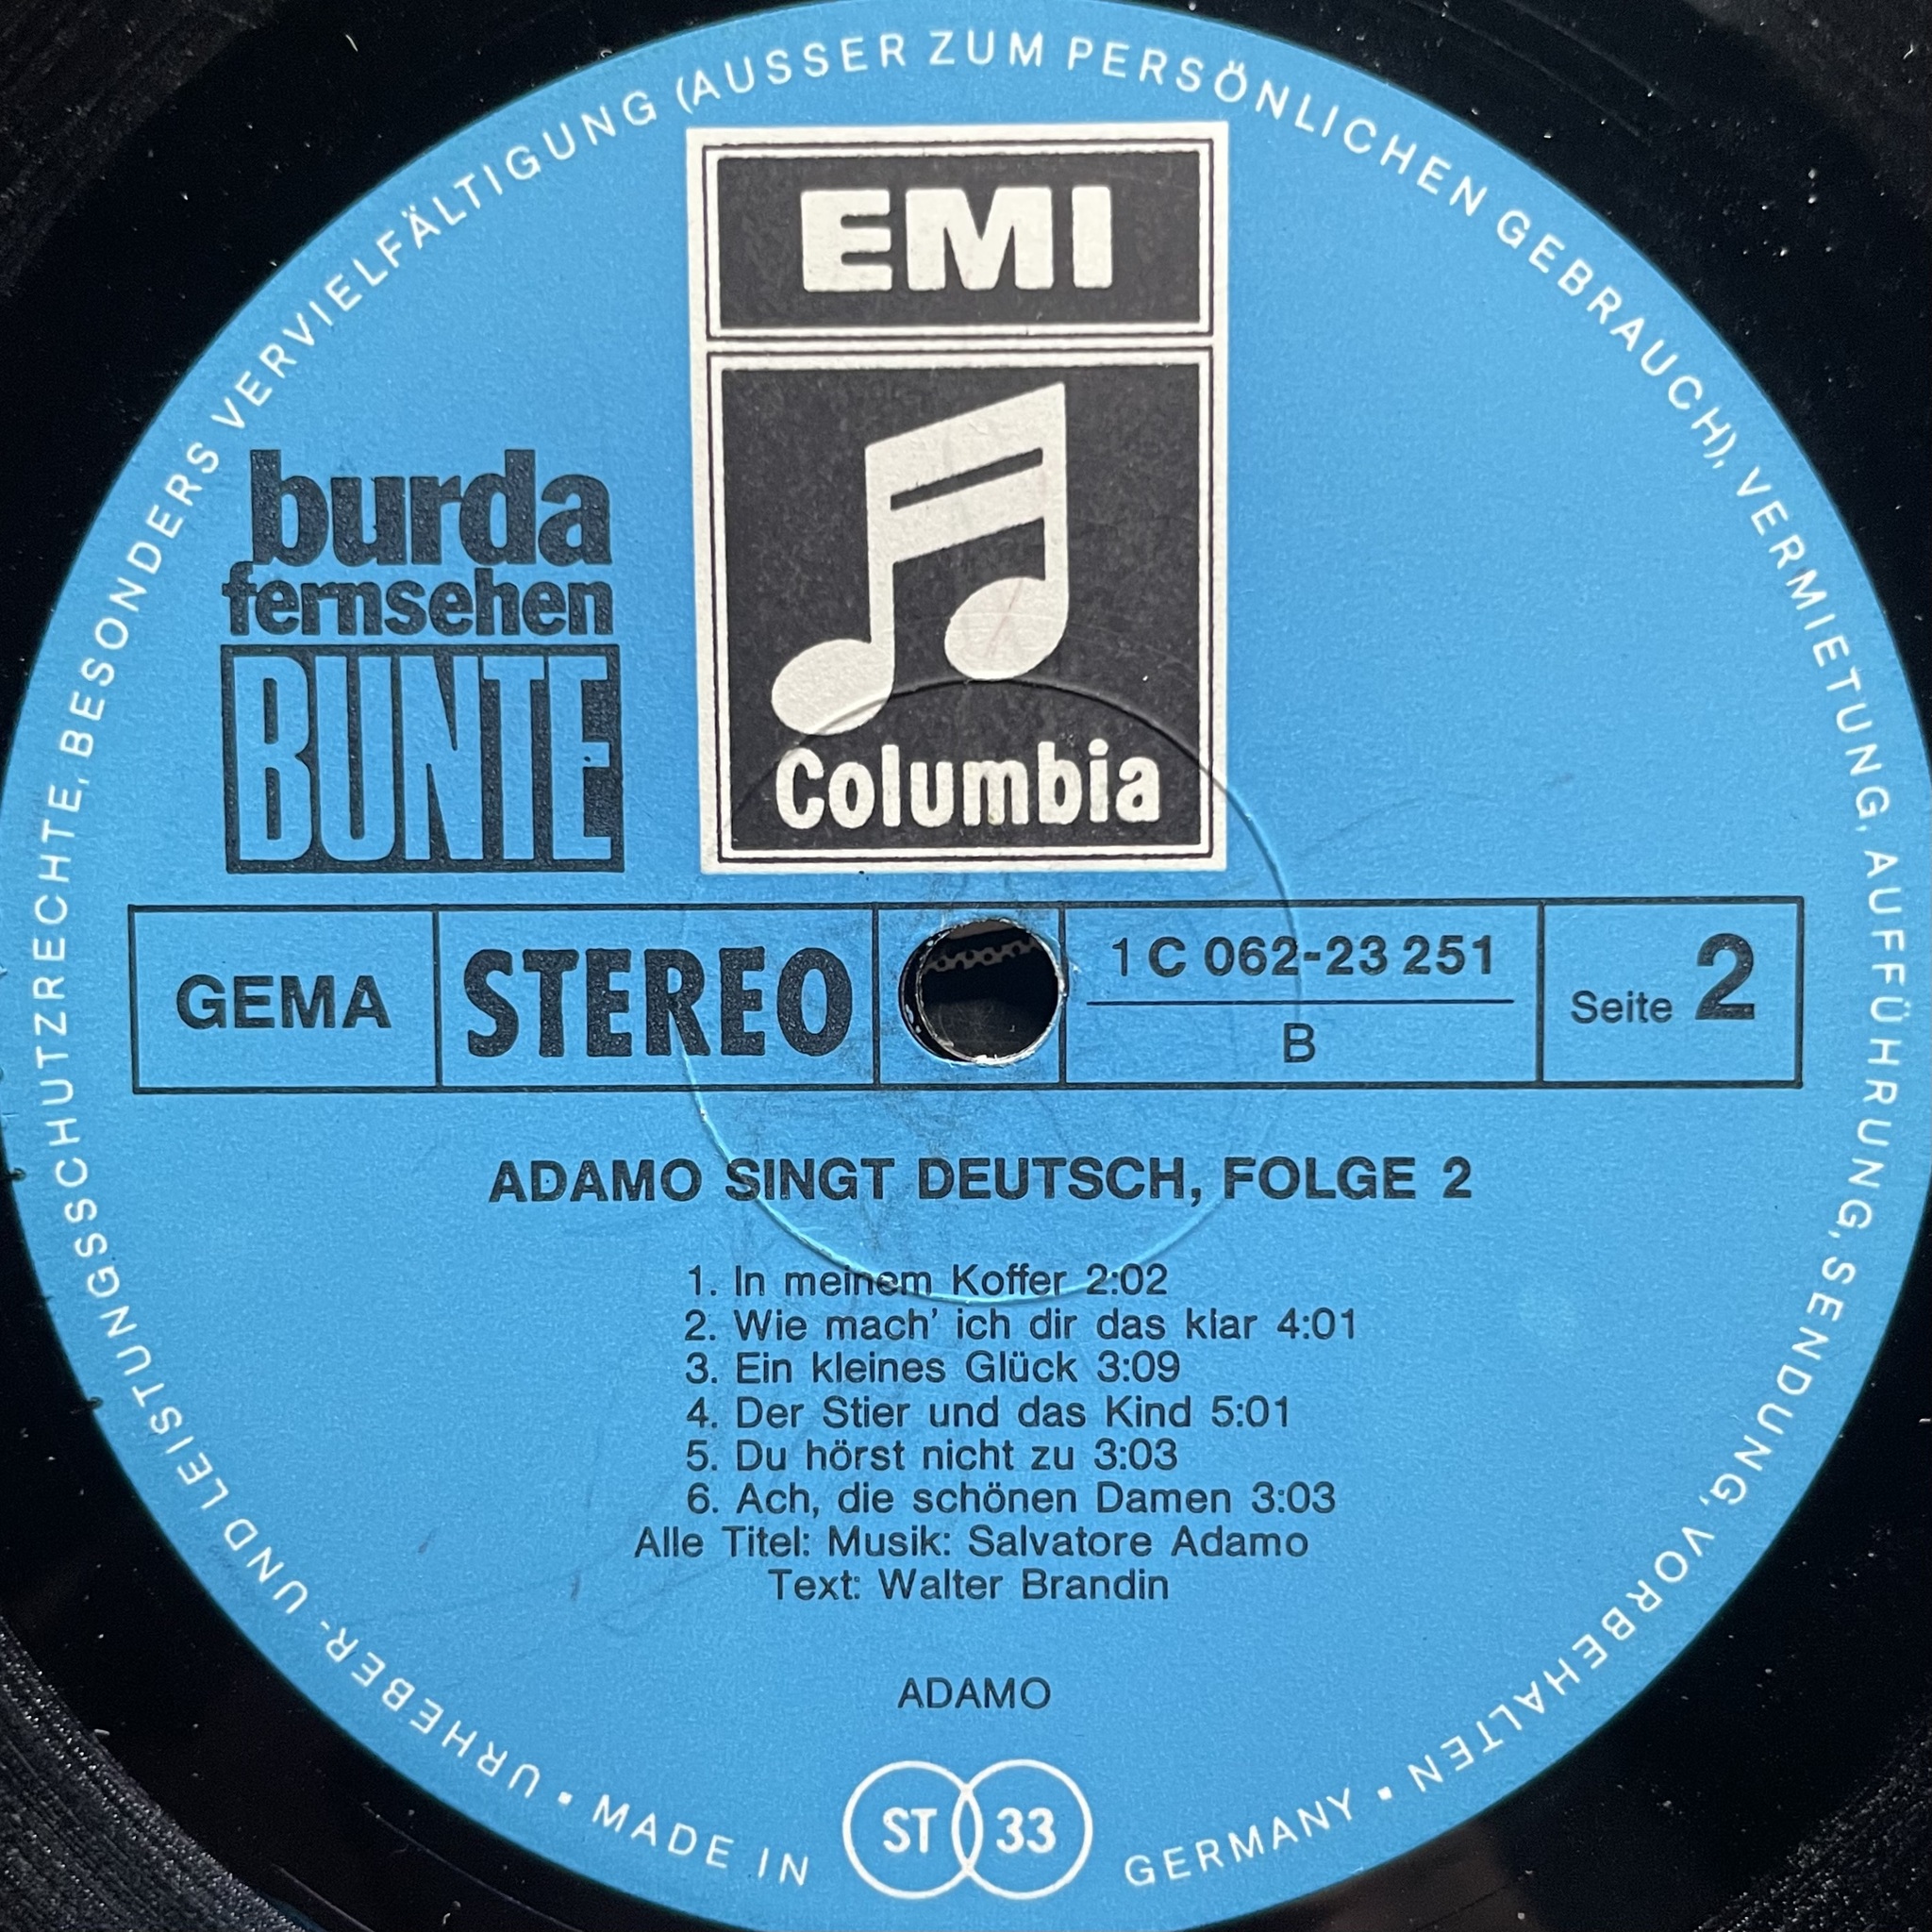 URHEBER- UND LEISTUNGSSCHUTZRECHTE, BESONDERS VERVIELFÄLTIGUNG (AUSSER ZUM PERSÖNLICHEN GEBRAUCH), VERMIETUNG, AUFFÜHRUNG, SENDUNG, VORBEHALTEN
EMI
Columbia
burda
fernsehen
BUNTE
GEMA
STEREO
1 C 062-23 251
B
Seite 2
ADAMO SINGT DEUTSCH, FOLGE 2
1. In meinem Koffer 2:02
2. Wie mach' ich dir das klar 4:01
3. Ein kleines Glück 3:09
4. Der Stier und das Kind 5:01
5. Du hörst nicht zu 3:03
6. Ach, die schönen Damen 3:03
Alle Titel: Musik: Salvatore Adamo
Text: Walter Brandin
ADAMO
ST 33
• MADE IN GERMANY •